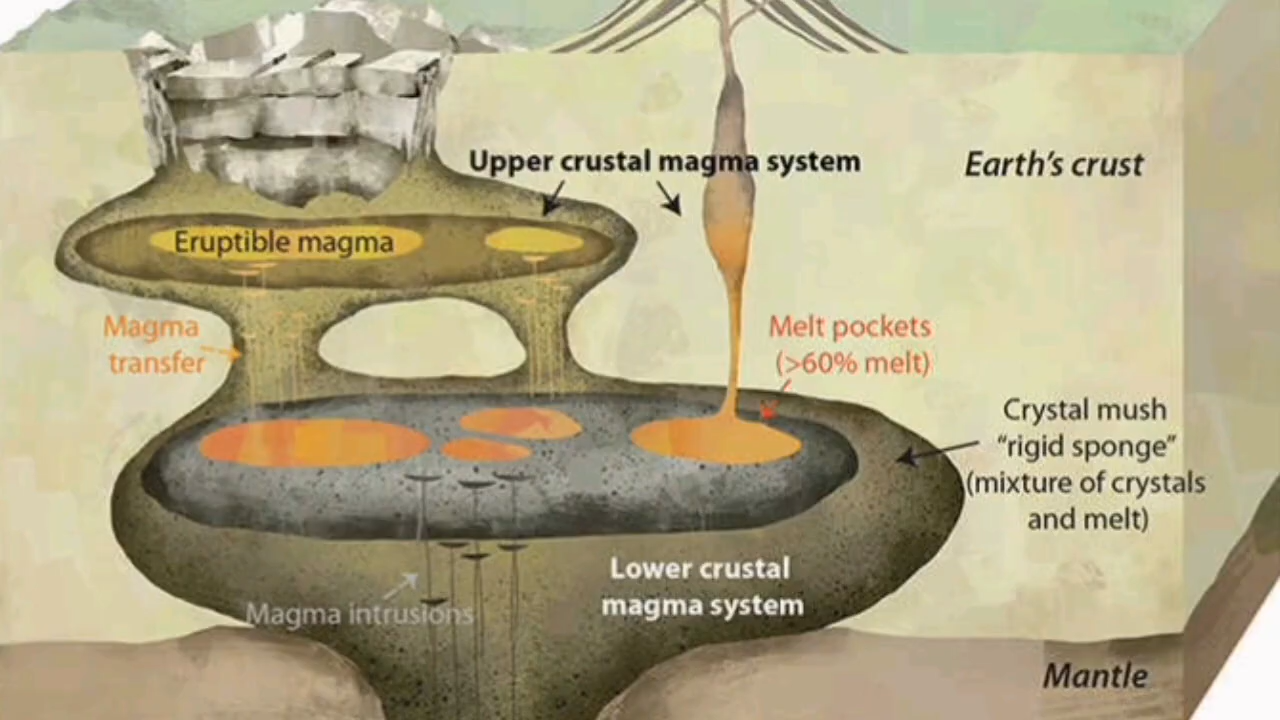 Upper crustal magma system
Earth's crust
Eruptible magma
Magma
transfer
Melt pockets
(>60% melt)
Crystal mush
"rigid sponge"
(mixture of crystals
and melt)
Lower crustal
magma system
Magma intrusions
Mantle